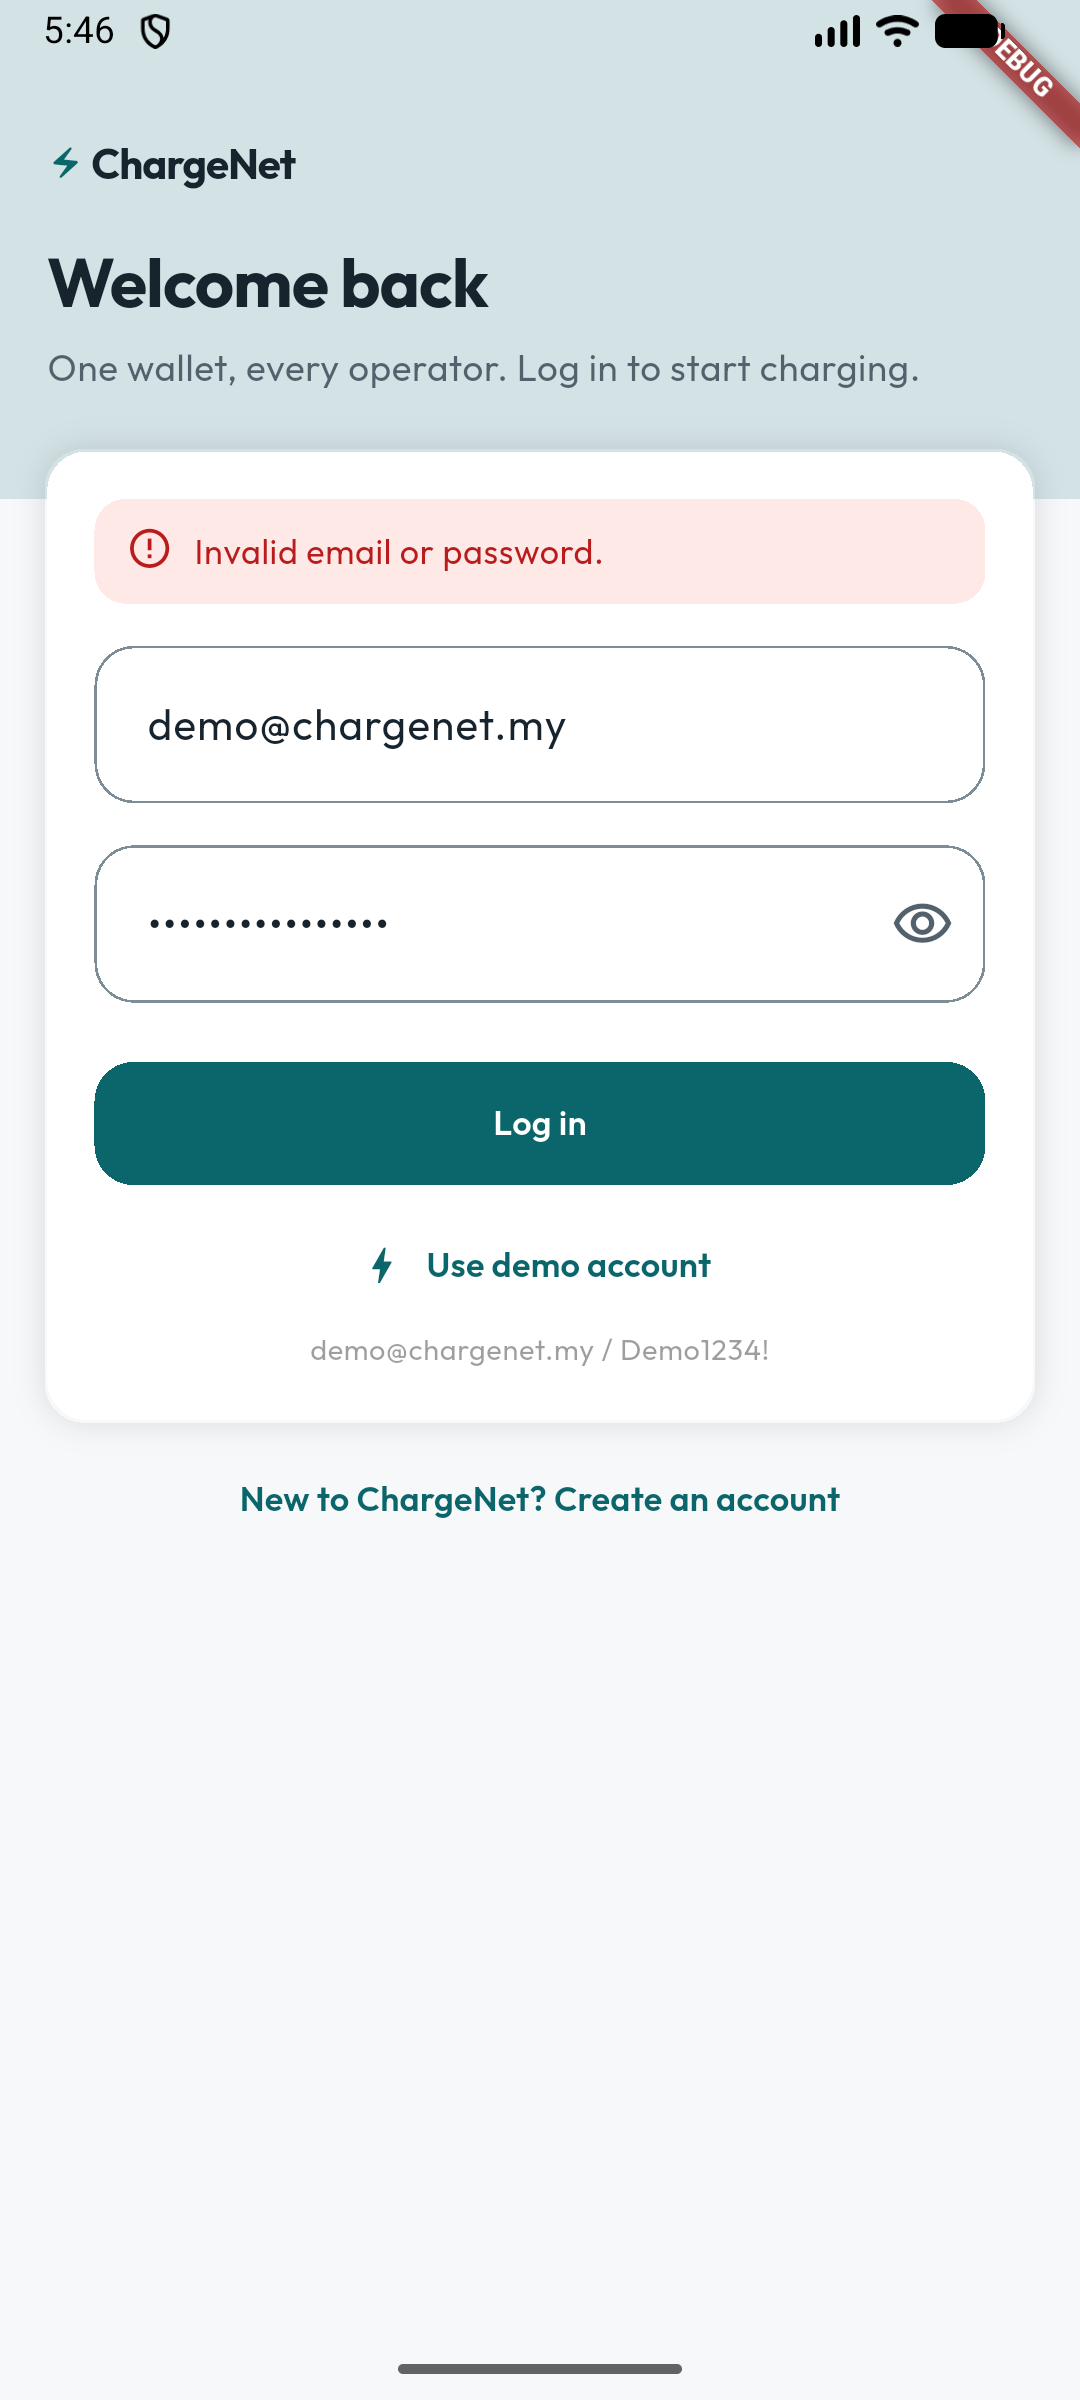 5:46
EBUG
ChargeNet
Welcome back
One wallet, every operator. Log in to start charging.
Invalid email or password.
demo@chargenet.my
••••••••••••••••
Log in
Use demo account
demo@chargenet.my / Demo1234!
New to ChargeNet? Create an account